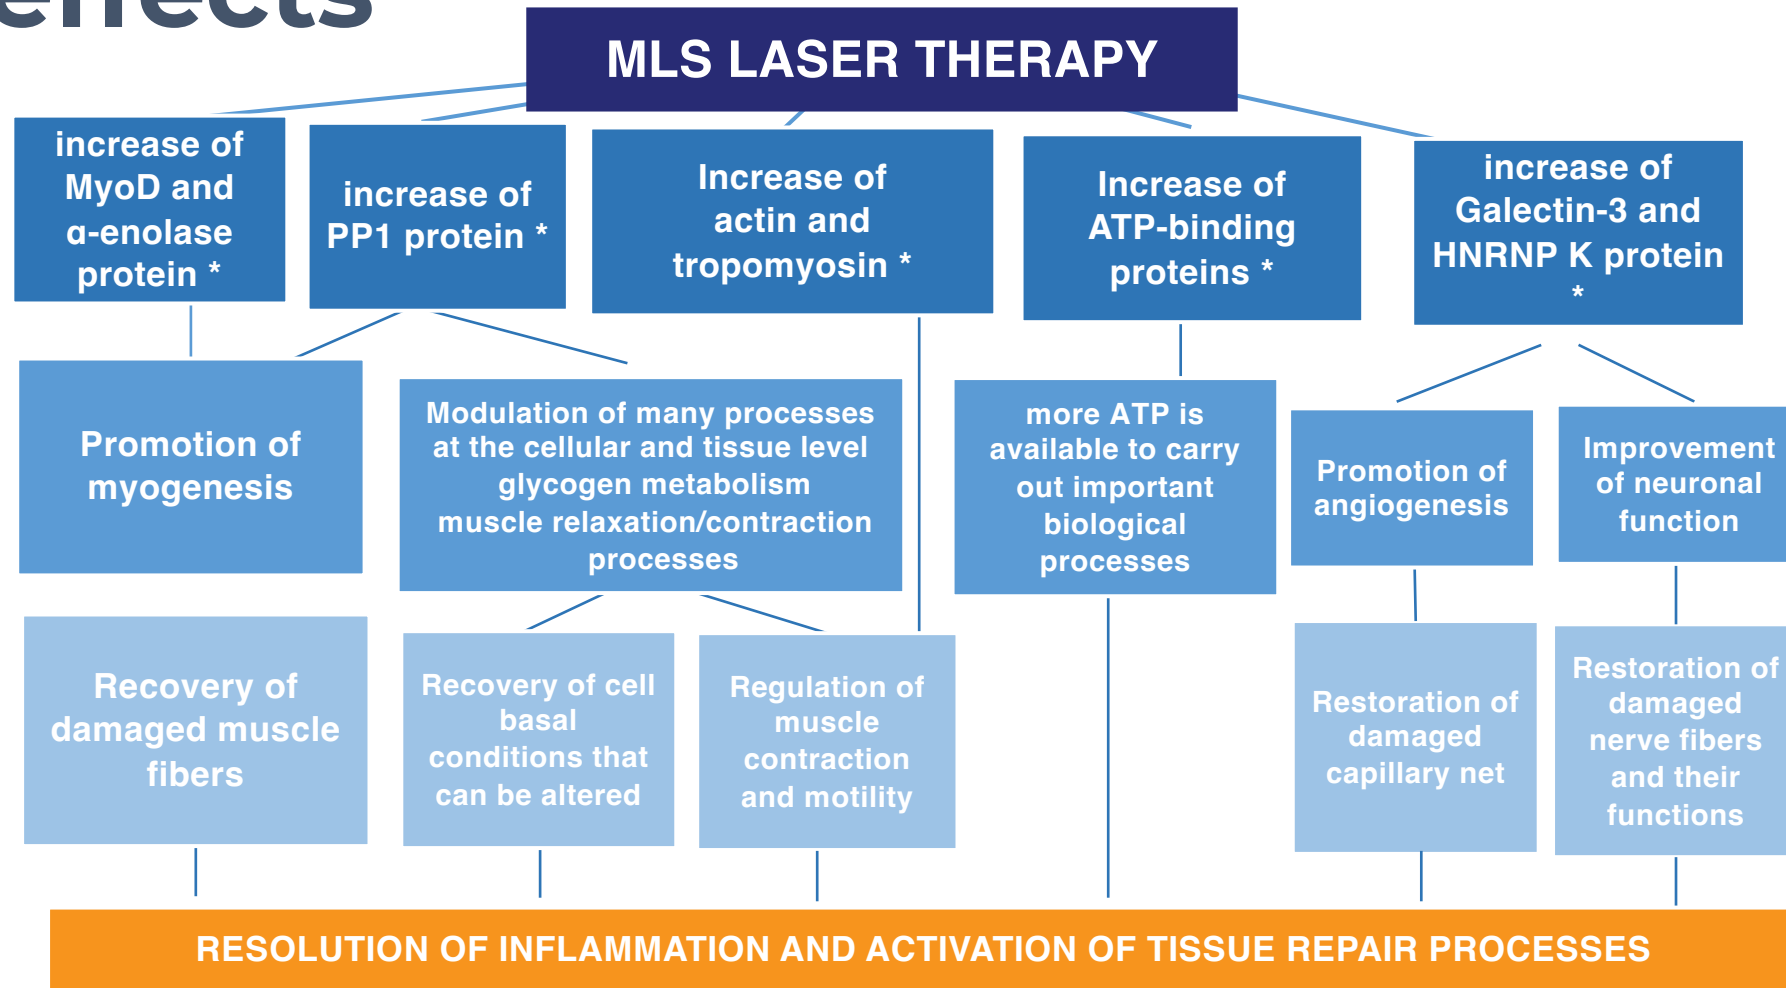 effects
MLS LASER THERAPY
increase of
MyoD and
α-enolase
protein *
increase of
PP1 protein *
Increase of
actin and
tropomyosin *
Increase of
ATP-binding
proteins *
increase of
Galectin-3 and
HNRNP K protein
*
Promotion of
myogenesis
Modulation of many processes
at the cellular and tissue level
glycogen metabolism
muscle relaxation/contraction
processes
more ATP is
available to carry
out important
biological
processes
Promotion of
angiogenesis
Improvement
of neuronal
function
Recovery of
damaged muscle
fibers
Recovery of cell
basal
conditions that
can be altered
Regulation of
muscle
contraction
and motility
Restoration of
damaged
capillary net
Restoration of
damaged
nerve fibers
and their
functions
RESOLUTION OF INFLAMMATION AND ACTIVATION OF TISSUE REPAIR PROCESSES